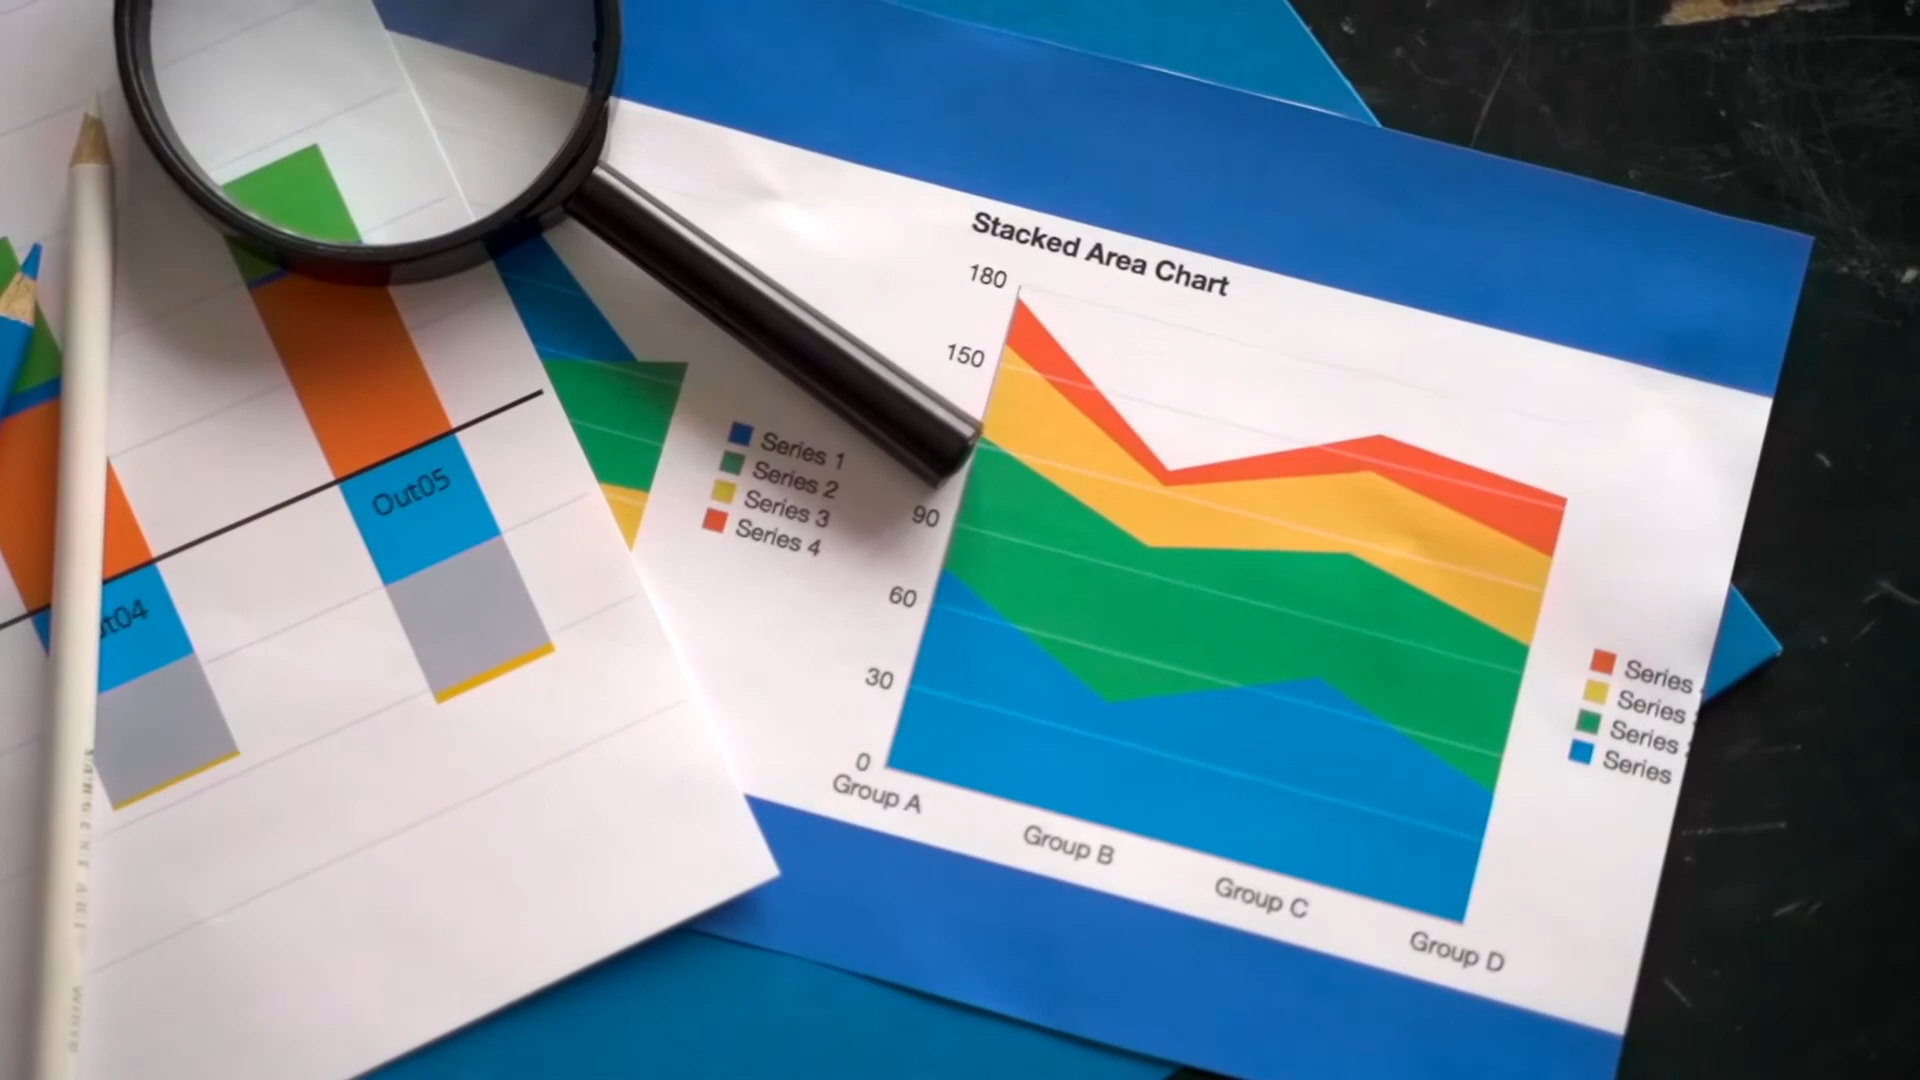 Stacked Area Chart
180
150
90
60
30
0
Group A
Group B
Group C
Group D
Series 1
Series 2
Series 3
Series 4
Series
Series
Series
Series
Out05
t04